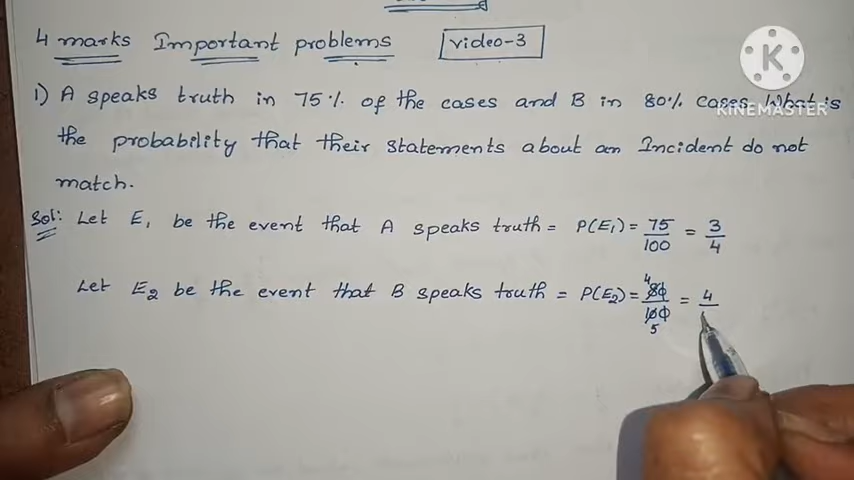 4 marks Important problems video-3
K
KINEMASTER
1) A speaks truth in 75% of the cases and B in 80% cases. What is
the probability that their statements about an Incident do not
match.
Sol: Let E₁ be the event that A speaks truth = P(E₁) = 75/100 = 3/4
Let E₂ be the event that B speaks truth = P(E₂) = 4 80/100 5 = 4/